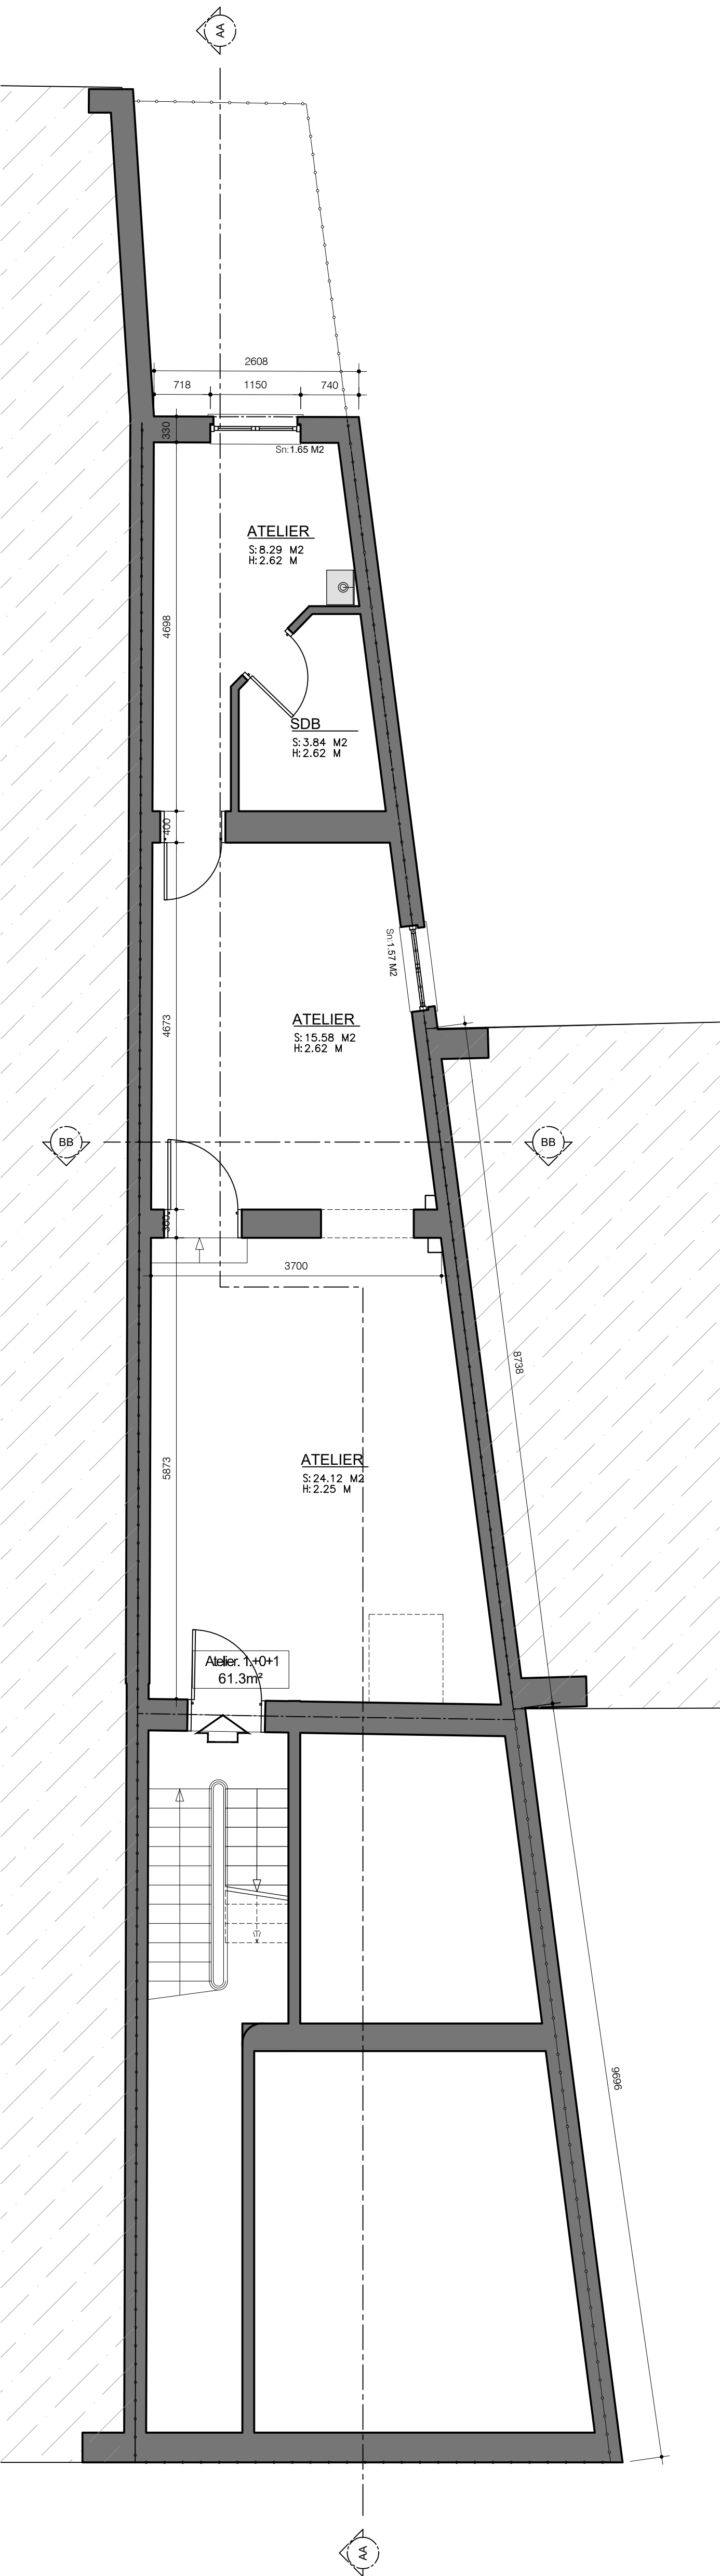 AA
2608
718 1150 740
330
Sn:1.65 M2
ATELIER
S:8.29 M2
H:2.62 M
4698
SDB
S:3.84 M2
H:2.62 M
400
Sn:1.57 M2
4673
ATELIER
S:15.58 M2
H:2.62 M
BB
BB
360
3700
8738
5873
ATELIER
S:24.12 M2
H:2.25 M
Atelier. 1.+0+1
61.3m²
9696
AA